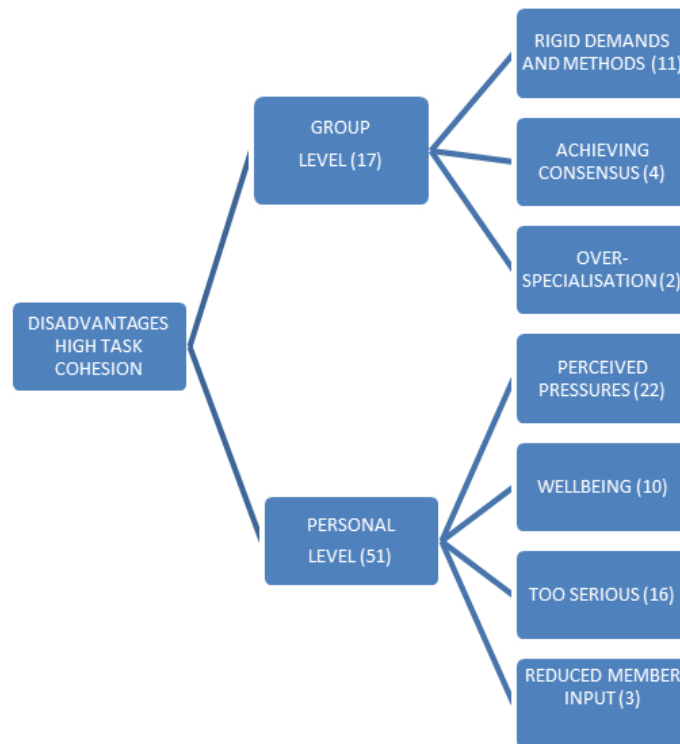 DISADVANTAGES
HIGH TASK
COHESION
GROUP
LEVEL (17)
RIGID DEMANDS
AND METHODS (11)
ACHIEVING
CONSENSUS (4)
OVER-
SPECIALISATION (2)
PERSONAL
LEVEL (51)
PERCEIVED
PRESSURES (22)
WELLBEING (10)
TOO SERIOUS (16)
REDUCED MEMBER
INPUT (3)